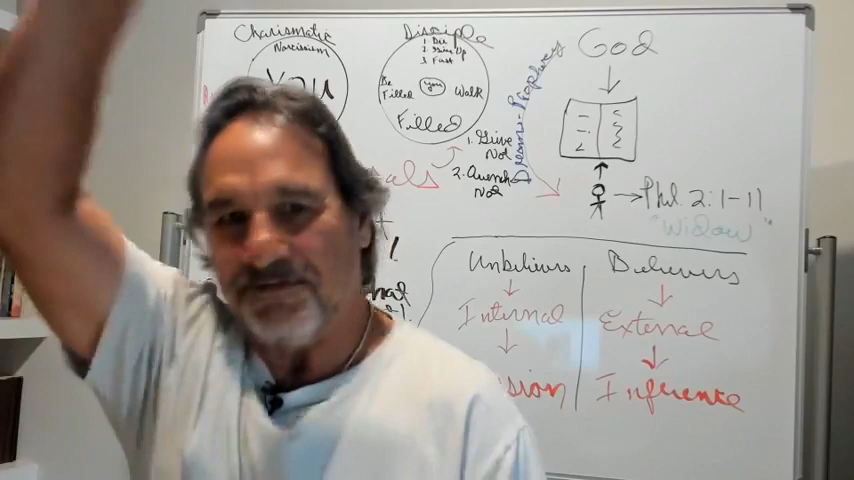 Charismatic
Narcissism
You
Disciple
1. Die
2. Give Up
3. Fast
Be
Filled
You
Walk
Filled
1. Grieve
Not
2. Quench
Not
Dreams - Prophecy
God
Phil. 2:1-11
"Widow"
Unbelievers
Believers
Internal
External
Inference